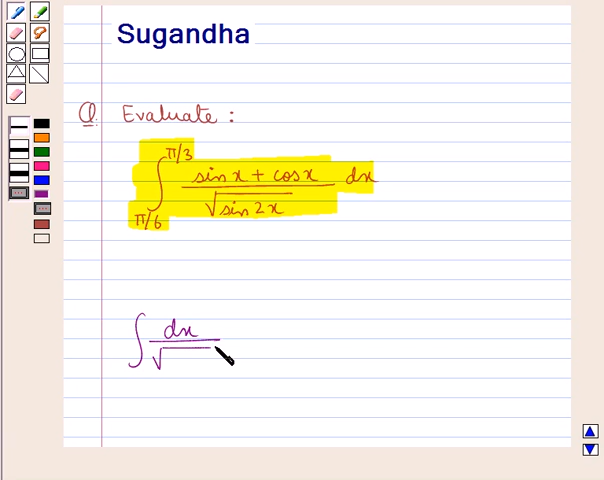 Sugandha
Q. Evaluate :
∫_{π/6}^{π/3} (sin x + cos x) / √(sin 2x) dx
∫ dx / √